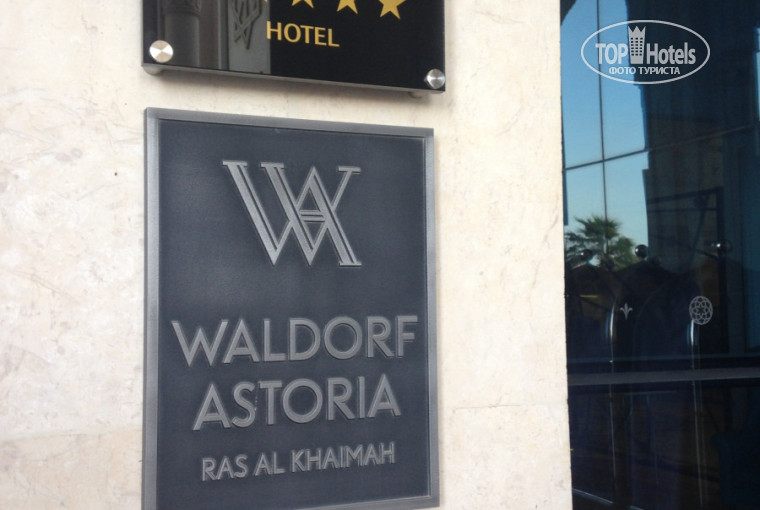 HOTEL
TOP Hotels
ФОТО ТУРИСТА
WA
WALDORF
ASTORIA
RAS AL KHAIMAH